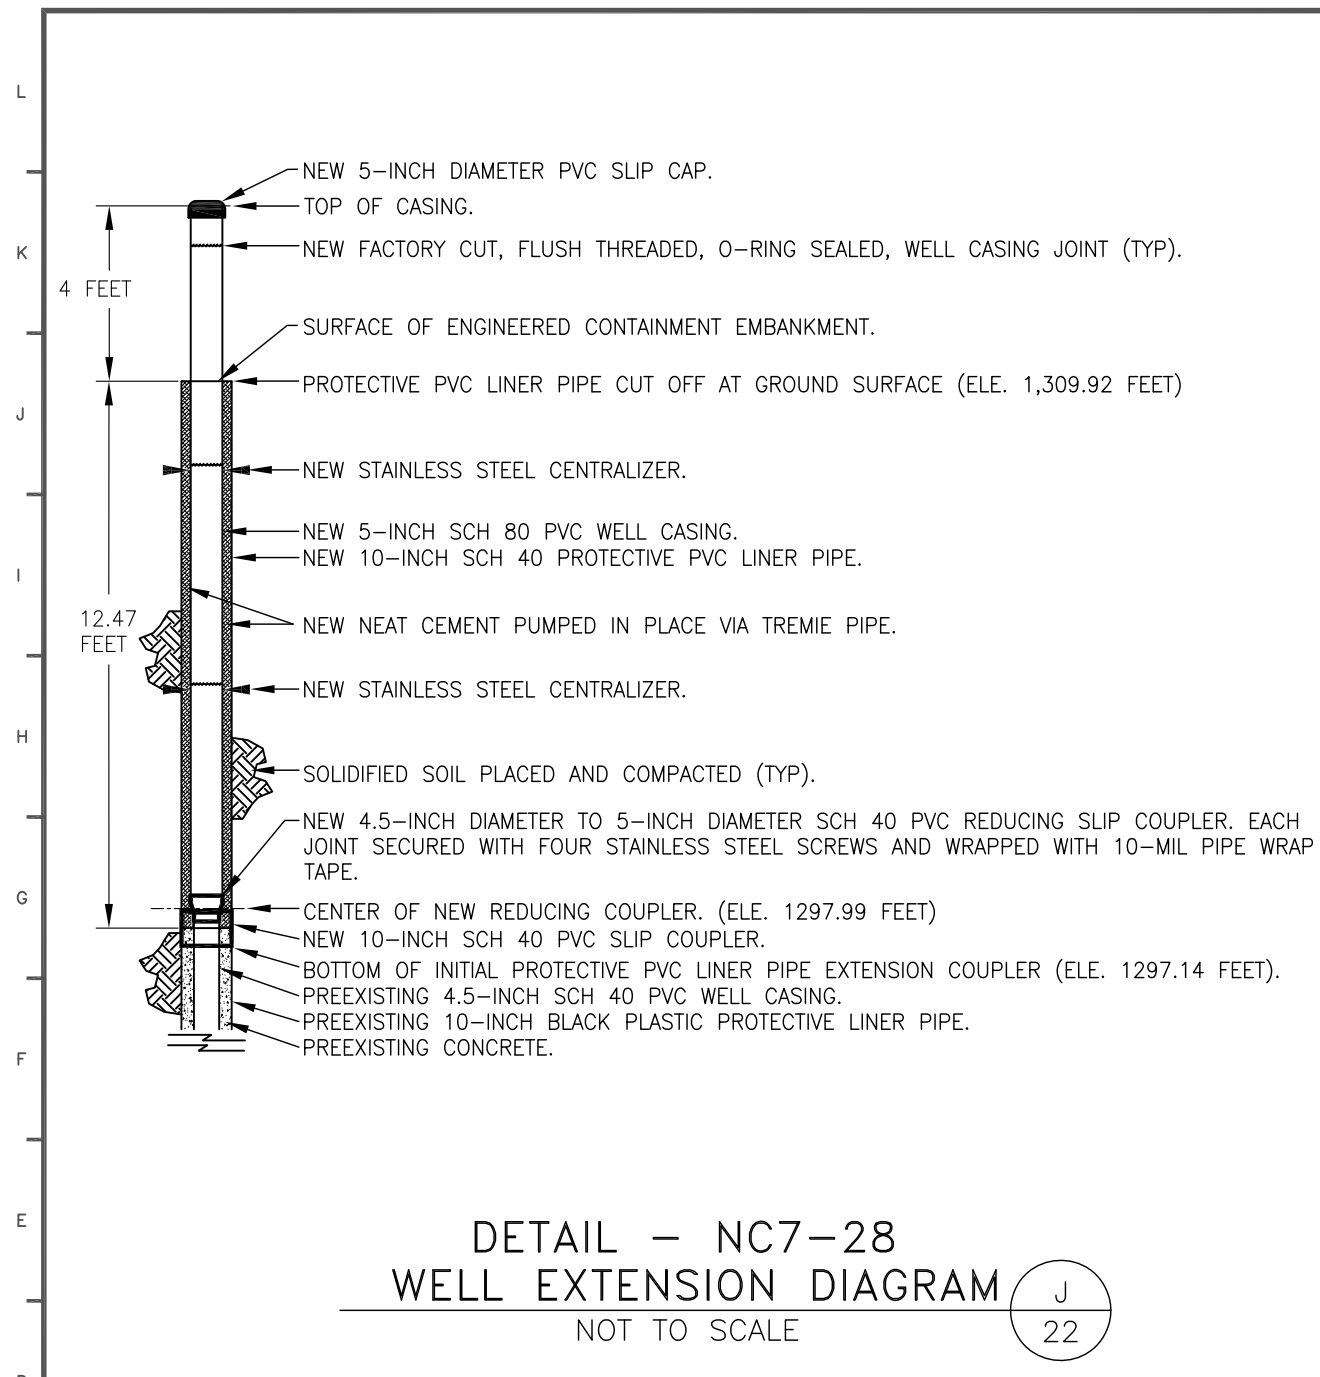 L
NEW 5-INCH DIAMETER PVC SLIP CAP.
TOP OF CASING.
K
NEW FACTORY CUT, FLUSH THREADED, O-RING SEALED, WELL CASING JOINT (TYP).
4 FEET
SURFACE OF ENGINEERED CONTAINMENT EMBANKMENT.
PROTECTIVE PVC LINER PIPE CUT OFF AT GROUND SURFACE (ELE. 1,309.92 FEET)
J
NEW STAINLESS STEEL CENTRALIZER.
NEW 5-INCH SCH 80 PVC WELL CASING.
NEW 10-INCH SCH 40 PROTECTIVE PVC LINER PIPE.
I
12.47
FEET
NEW NEAT CEMENT PUMPED IN PLACE VIA TREMIE PIPE.
NEW STAINLESS STEEL CENTRALIZER.
H
SOLIDIFIED SOIL PLACED AND COMPACTED (TYP).
NEW 4.5-INCH DIAMETER TO 5-INCH DIAMETER SCH 40 PVC REDUCING SLIP COUPLER. EACH
JOINT SECURED WITH FOUR STAINLESS STEEL SCREWS AND WRAPPED WITH 10-MIL PIPE WRAP
TAPE.
G
CENTER OF NEW REDUCING COUPLER. (ELE. 1297.99 FEET)
NEW 10-INCH SCH 40 PVC SLIP COUPLER.
BOTTOM OF INITIAL PROTECTIVE PVC LINER PIPE EXTENSION COUPLER (ELE. 1297.14 FEET).
PREEXISTING 4.5-INCH SCH 40 PVC WELL CASING.
PREEXISTING 10-INCH BLACK PLASTIC PROTECTIVE LINER PIPE.
PREEXISTING CONCRETE.
F
E
DETAIL - NC7-28
WELL EXTENSION DIAGRAM
NOT TO SCALE
J
22